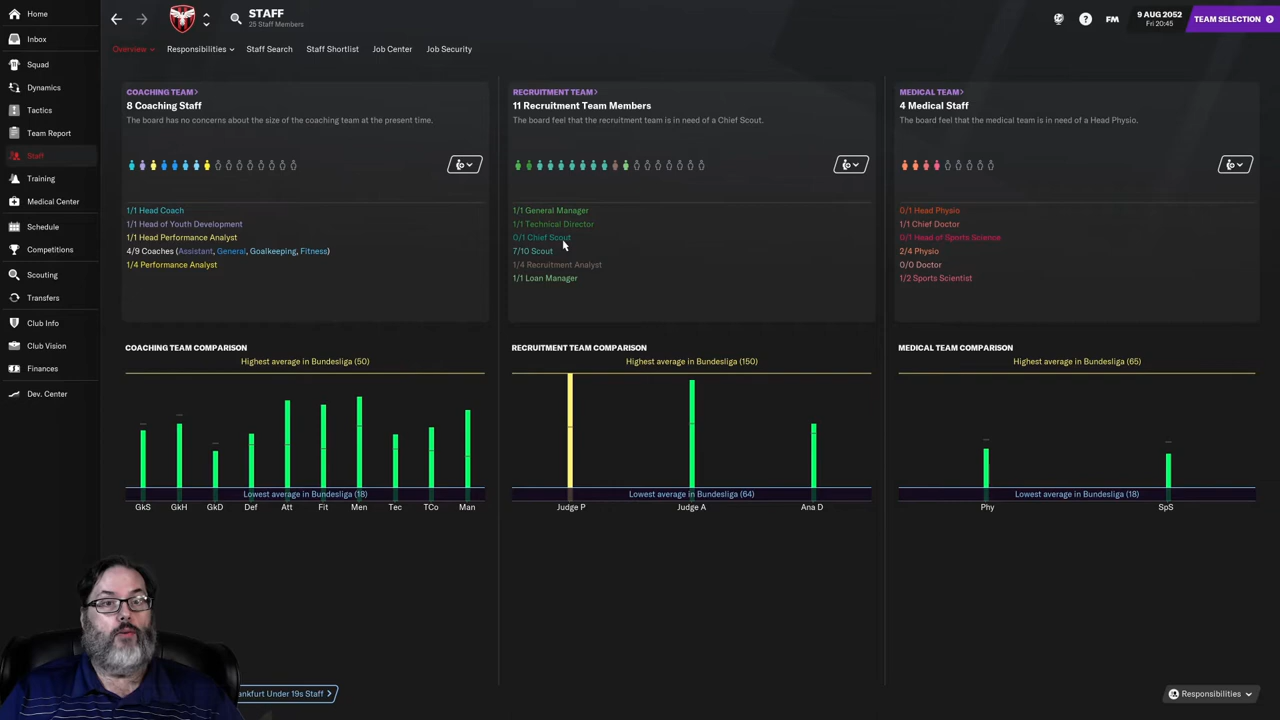 Home
Inbox
Squad
Dynamics
Tactics
Team Report
Staff
Training
Medical Center
Schedule
Competitions
Scouting
Transfers
Club Info
Club Vision
Finances
Dev. Center
STAFF
25 Staff Members
FM
9 AUG 2052
Fri 20:45
TEAM SELECTION
Overview
Responsibilities
Staff Search
Staff Shortlist
Job Center
Job Security
COACHING TEAM>
8 Coaching Staff
The board has no concerns about the size of the coaching team at the present time.
1/1 Head Coach
1/1 Head of Youth Development
1/1 Head Performance Analyst
4/9 Coaches (Assistant, General, Goalkeeping, Fitness)
1/4 Performance Analyst
RECRUITMENT TEAM>
11 Recruitment Team Members
The board feel that the recruitment team is in need of a Chief Scout.
1/1 General Manager
1/1 Technical Director
0/1 Chief Scout
7/10 Scout
1/4 Recruitment Analyst
1/1 Loan Manager
MEDICAL TEAM>
4 Medical Staff
The board feel that the medical team is in need of a Head Physio.
0/1 Head Physio
1/1 Chief Doctor
0/1 Head of Sports Science
2/4 Physio
0/0 Doctor
1/2 Sports Scientist
COACHING TEAM COMPARISON
Highest average in Bundesliga (50)
Lowest average in Bundesliga (18)
GkS GkH GkD Def Att Fit Men Tec TCo Man
RECRUITMENT TEAM COMPARISON
Highest average in Bundesliga (150)
Lowest average in Bundesliga (64)
Judge P Judge A Ana D
MEDICAL TEAM COMPARISON
Highest average in Bundesliga (65)
Lowest average in Bundesliga (18)
Phy SpS
ankfurt Under 19s Staff >
Responsibilities